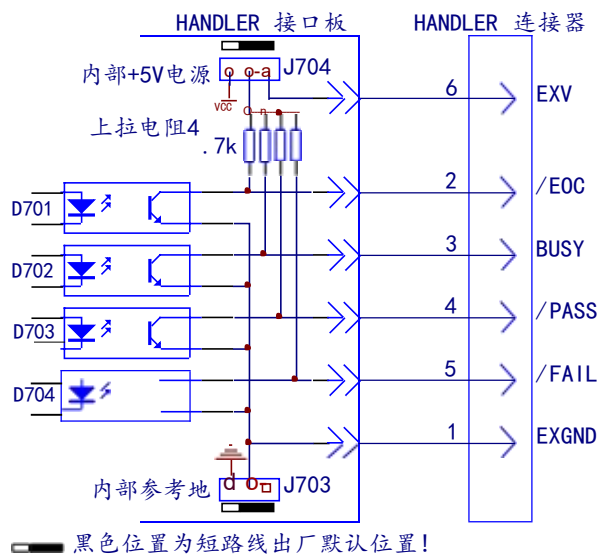 HANDLER 接口板
HANDLER 连接器
内部+5V电源
J704
VCC
上拉电阻4
.7k
6
EXV
D701
2
/EOC
D702
3
BUSY
D703
4
/PASS
D704
5
/FAIL
1
EXGND
内部参考地
J703
黑色位置为短路线出厂默认位置!